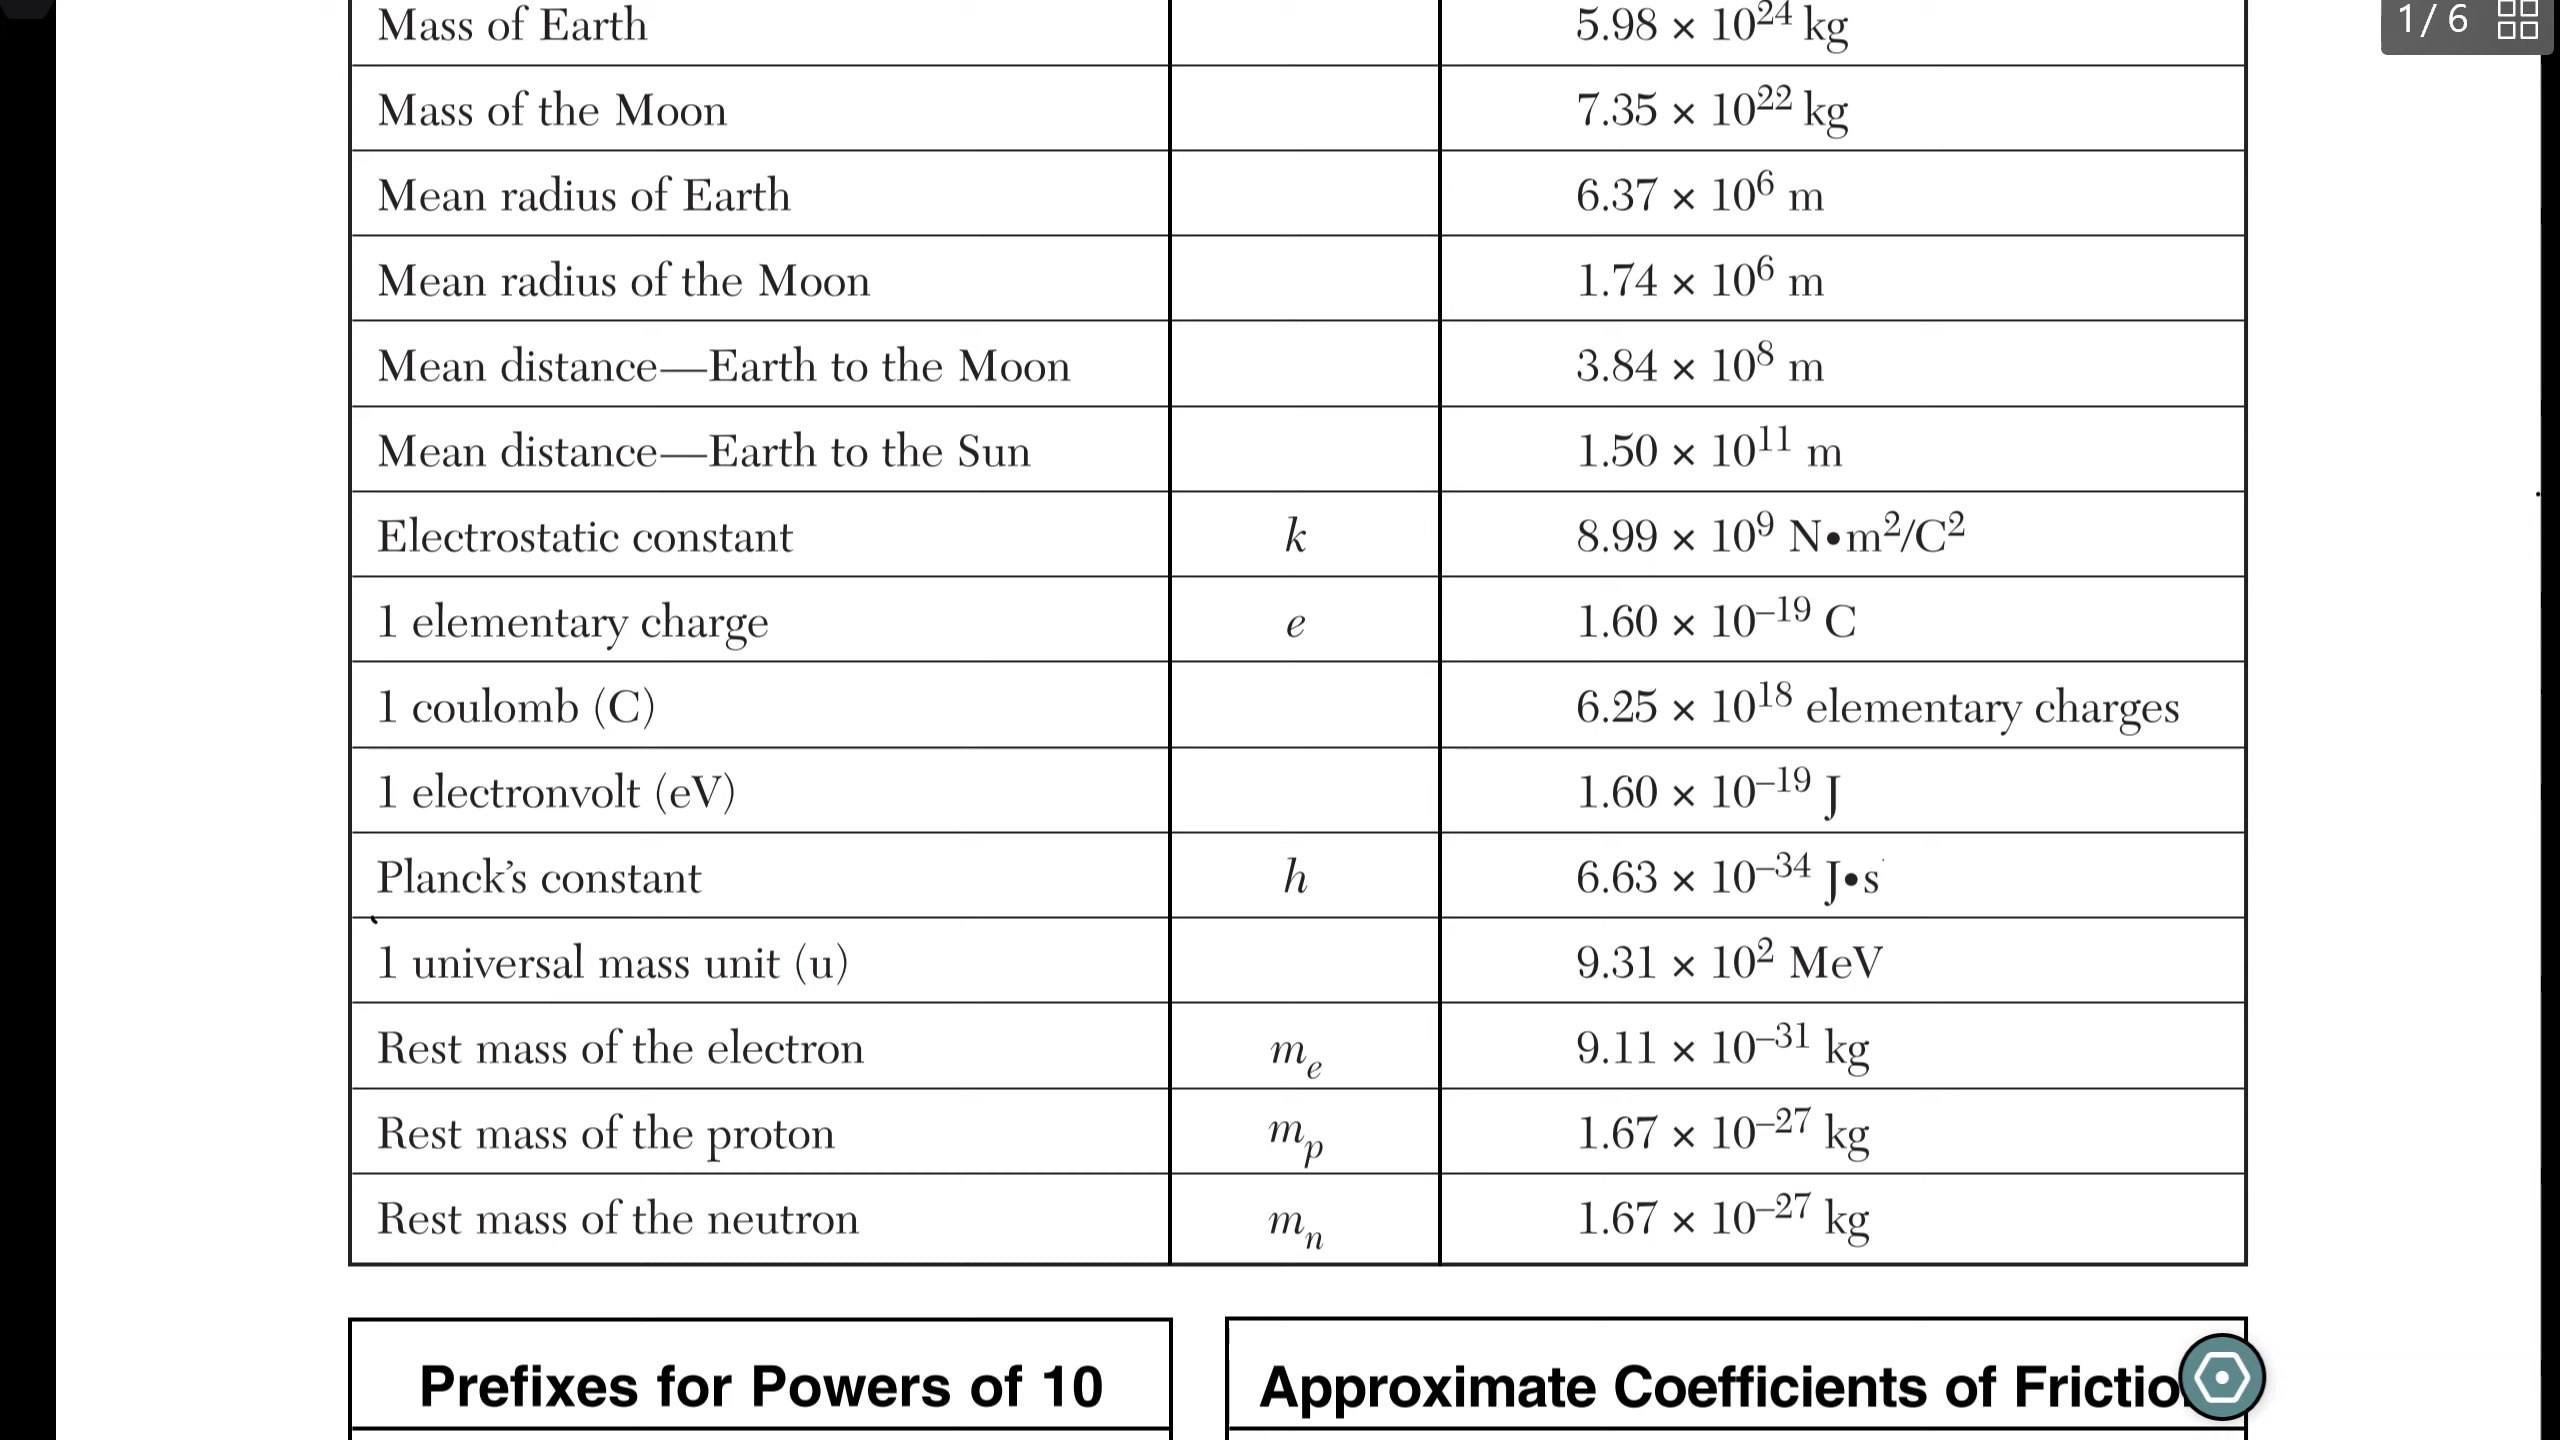 1/6
Mass of Earth 5.98 × 10²⁴ kg
Mass of the Moon 7.35 × 10²² kg
Mean radius of Earth 6.37 × 10⁶ m
Mean radius of the Moon 1.74 × 10⁶ m
Mean distance—Earth to the Moon 3.84 × 10⁸ m
Mean distance—Earth to the Sun 1.50 × 10¹¹ m
Electrostatic constant k 8.99 × 10⁹ N•m²/C²
1 elementary charge e 1.60 × 10⁻¹⁹ C
1 coulomb (C) 6.25 × 10¹⁸ elementary charges
1 electronvolt (eV) 1.60 × 10⁻¹⁹ J
Planck’s constant h 6.63 × 10⁻³⁴ J•s
1 universal mass unit (u) 9.31 × 10² MeV
Rest mass of the electron mₑ 9.11 × 10⁻³¹ kg
Rest mass of the proton mₚ 1.67 × 10⁻²⁷ kg
Rest mass of the neutron mₙ 1.67 × 10⁻²⁷ kg
Prefixes for Powers of 10
Approximate Coefficients of